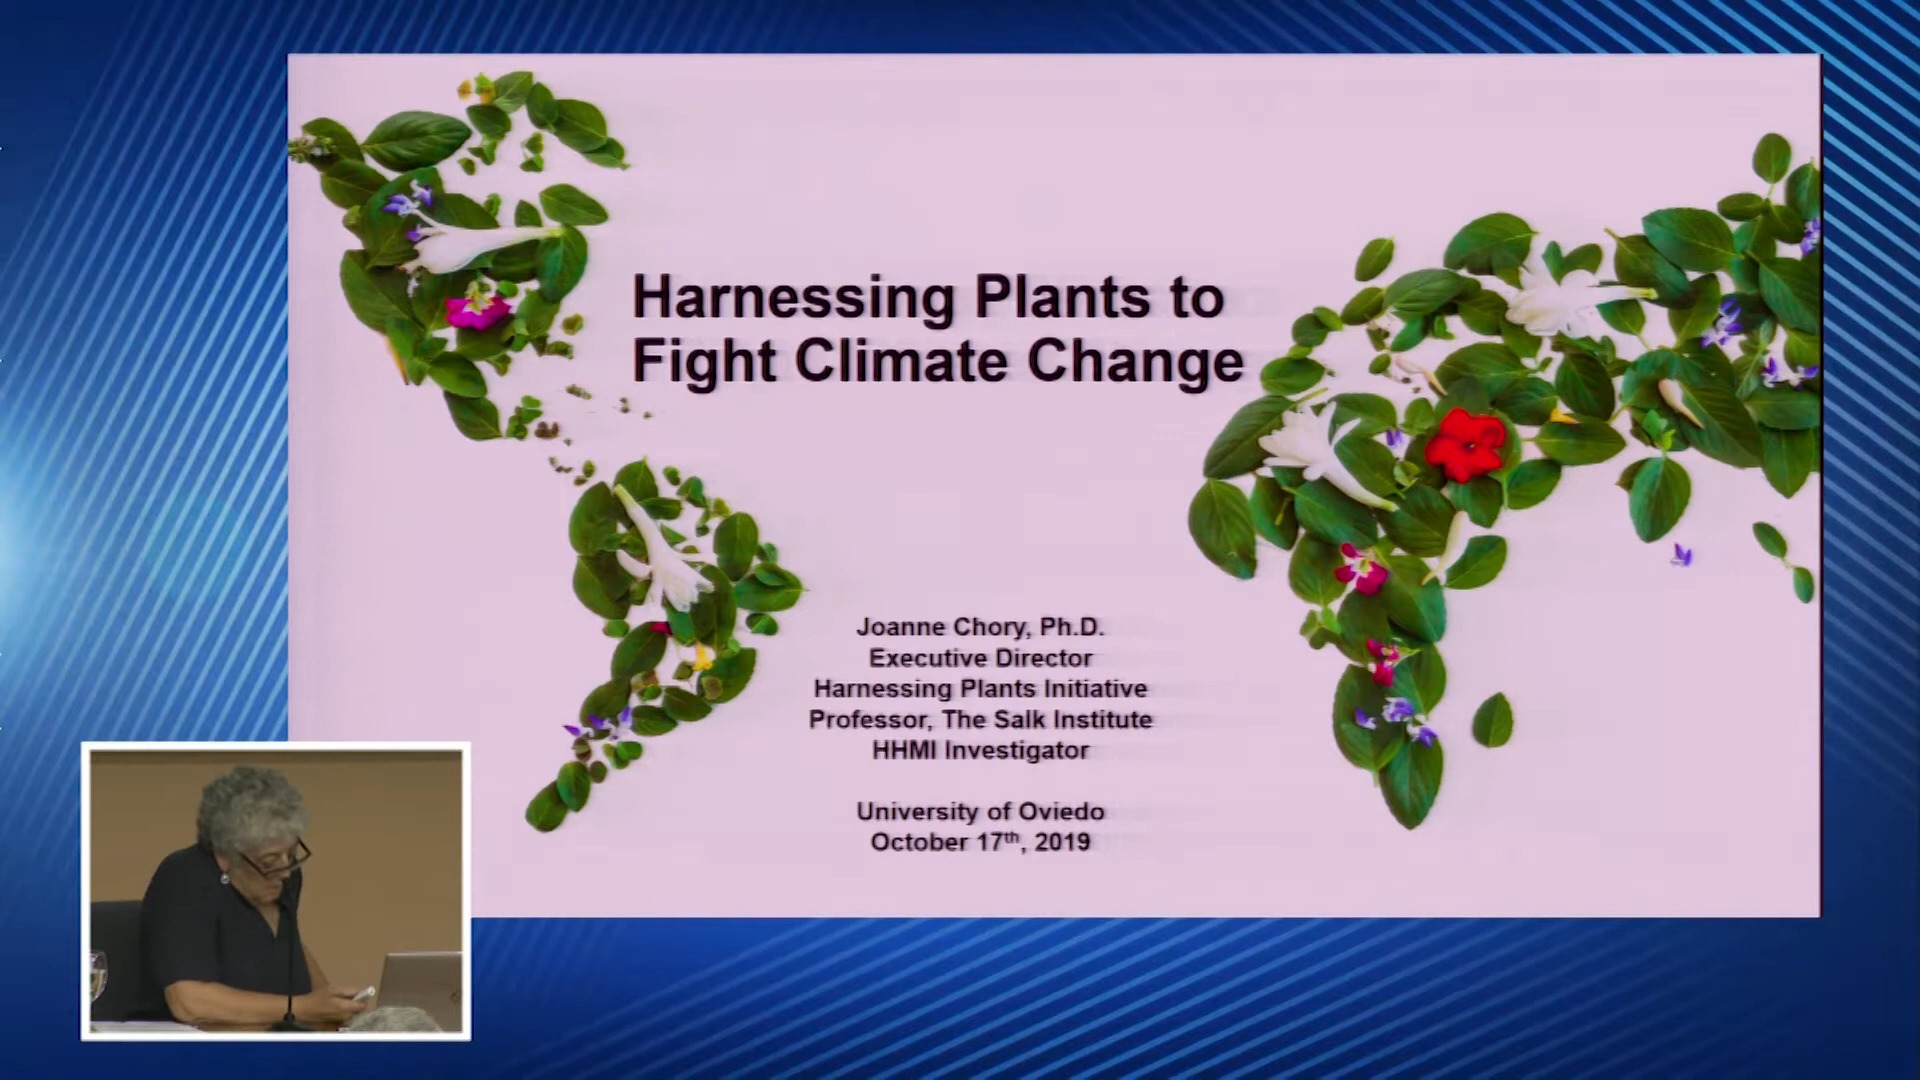 Harnessing Plants to
Fight Climate Change
Joanne Chory, Ph.D.
Executive Director
Harnessing Plants Initiative
Professor, The Salk Institute
HHMI Investigator
University of Oviedo
October 17th, 2019